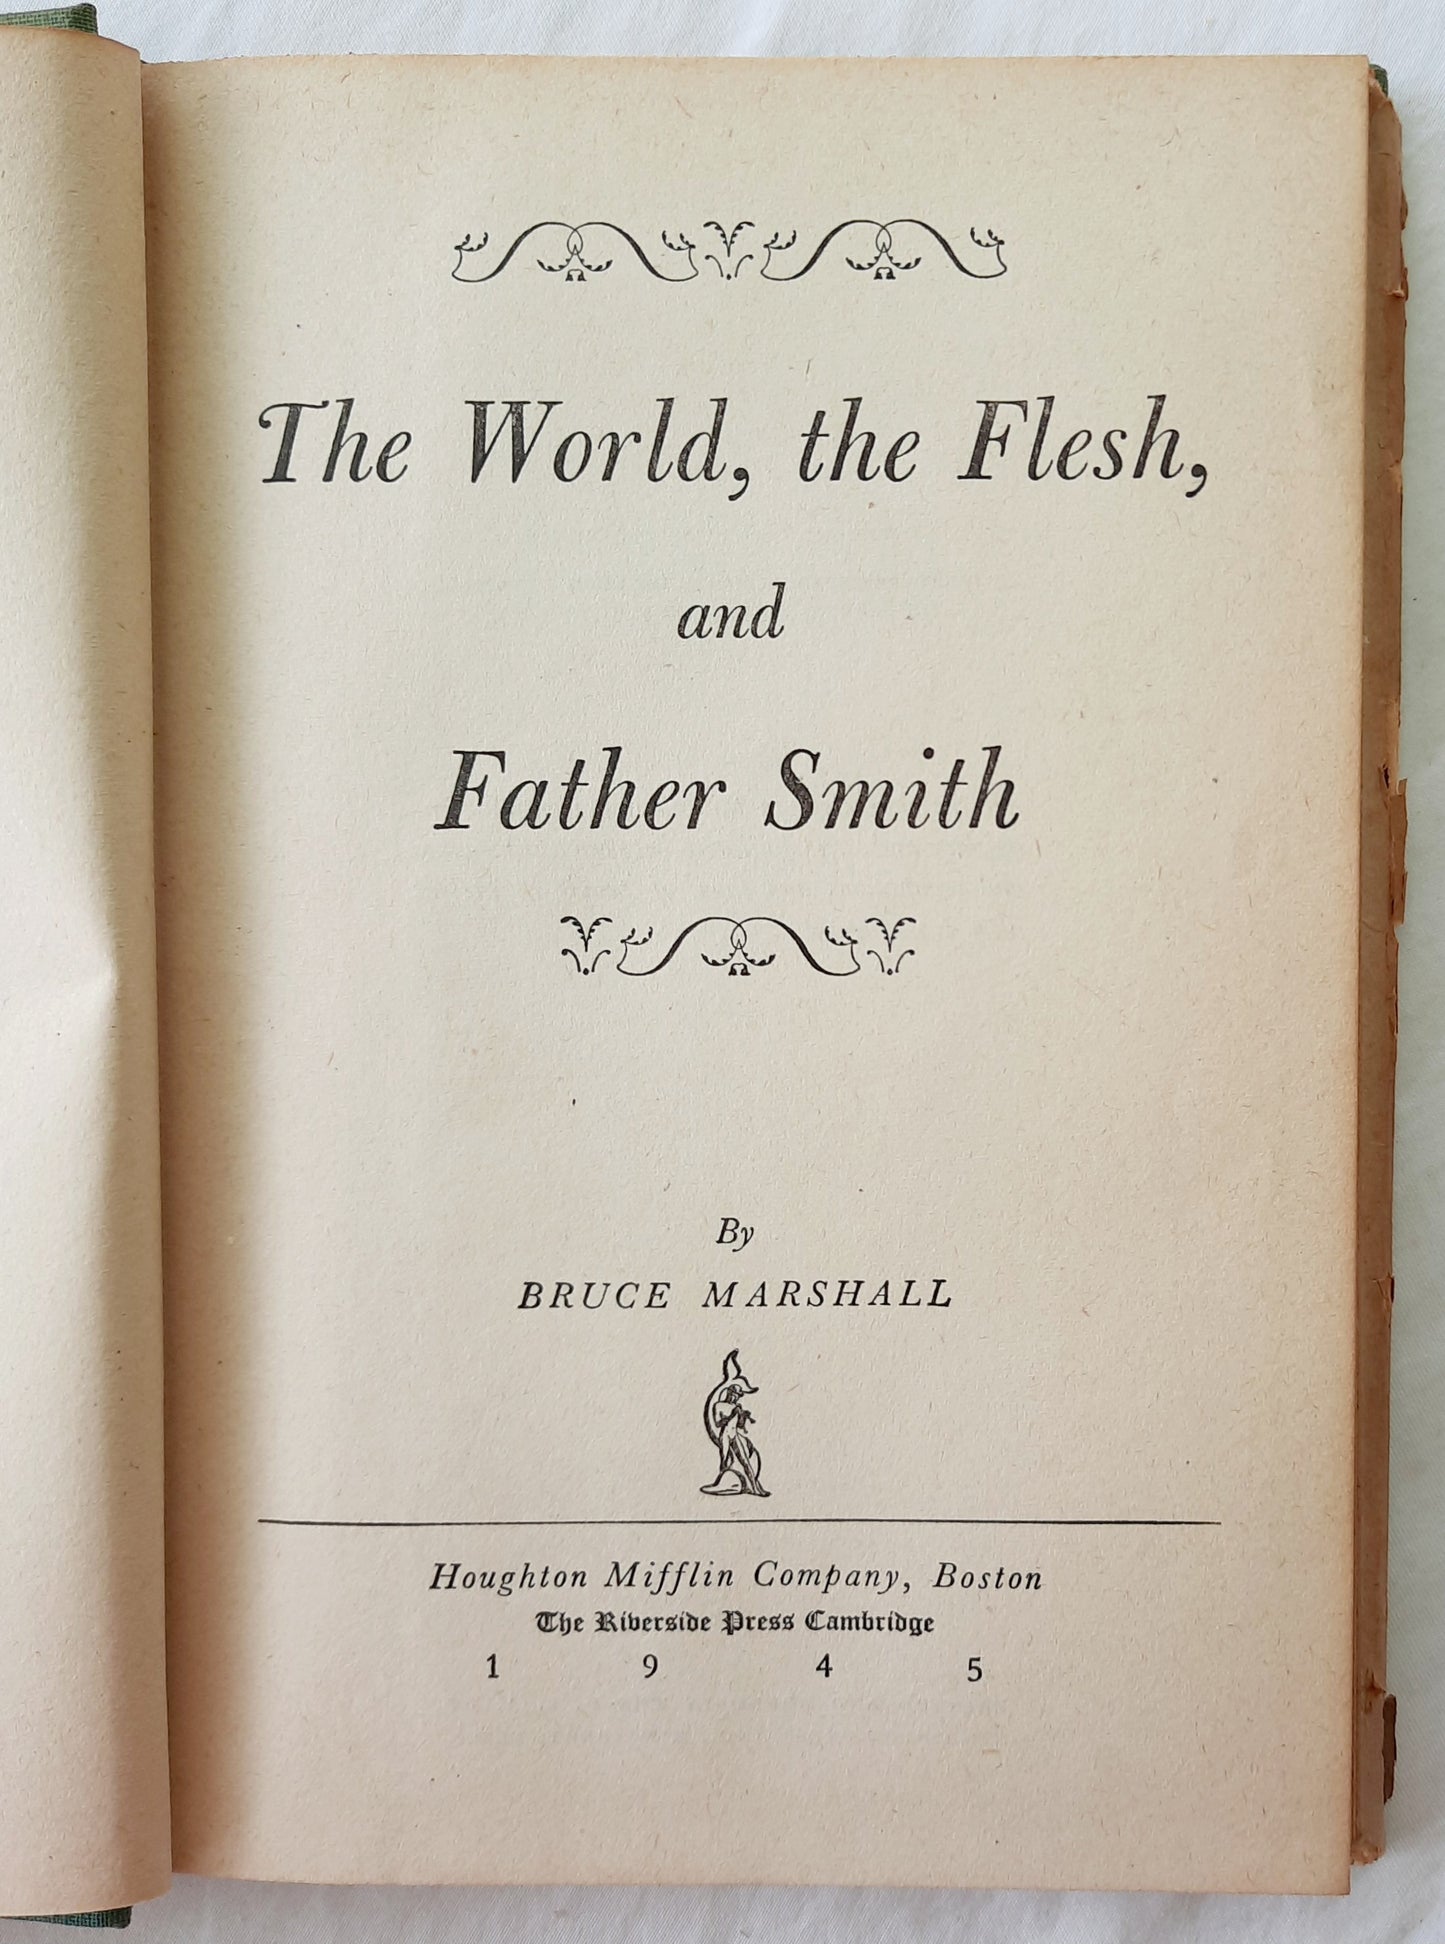 The World, the Flesh,
and
Father Smith
By
BRUCE MARSHALL
Houghton Mifflin Company, Boston
The Riverside Press Cambridge
1 9 4 5